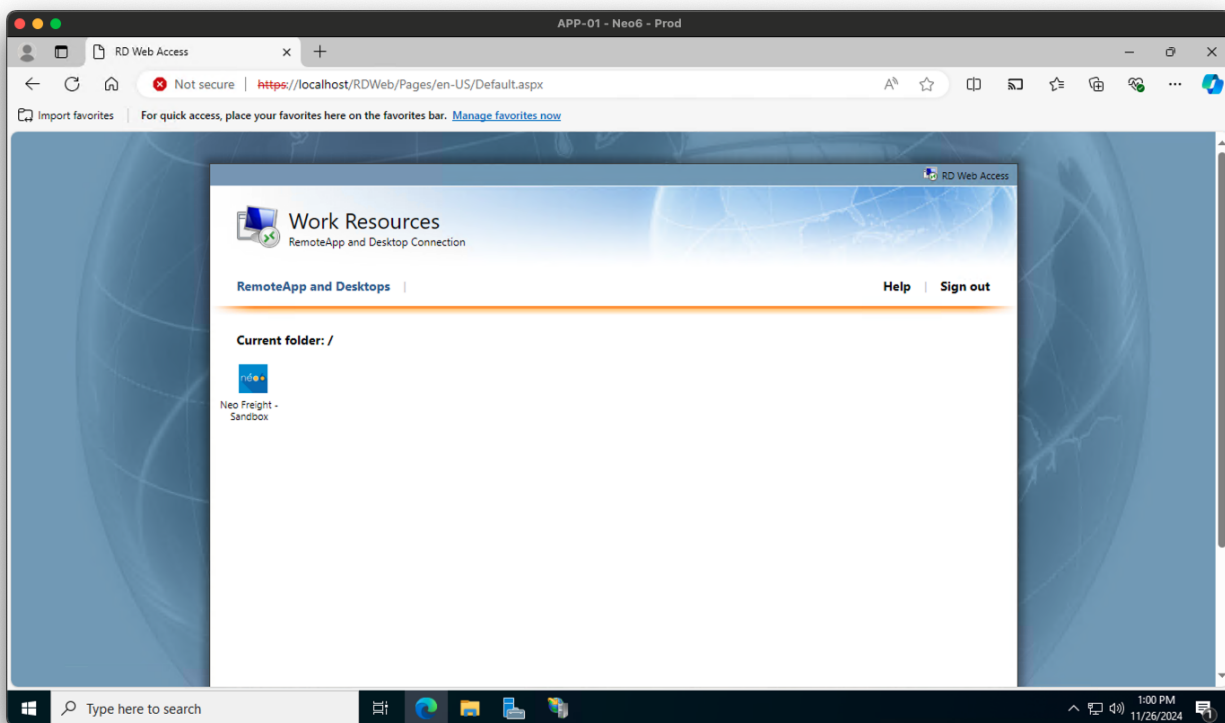 APP-01 - Neo6 - Prod
RD Web Access
Not secure https://localhost/RDWeb/Pages/en-US/Default.aspx
Import favorites For quick access, place your favorites here on the favorites bar. Manage favorites now
RD Web Access
Work Resources
RemoteApp and Desktop Connection
RemoteApp and Desktops | Help | Sign out
Current folder: /
néo
Neo Freight -
Sandbox
Type here to search
1:00 PM
11/26/2024
1